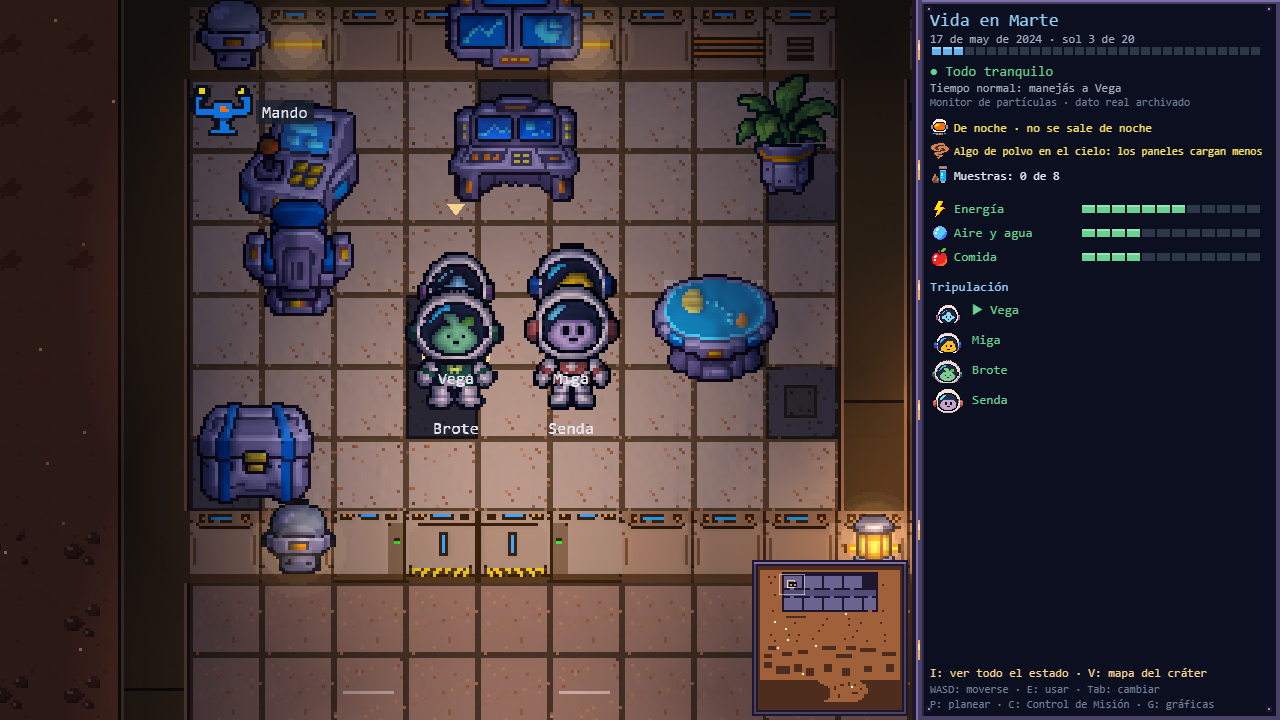 Mando
Vega
Miga
Brote
Senda
Vida en Marte
17 de may de 2024 · sol 3 de 20
● Todo tranquilo
Tiempo normal: manejás a Vega
Monitor de partículas · dato real archivado
De noche · no se sale de noche
Algo de polvo en el cielo: los paneles cargan menos
Muestras: 0 de 8
Energía
Aire y agua
Comida
Tripulación
▶ Vega
Miga
Brote
Senda
I: ver todo el estado · V: mapa del cráter
WASD: moverse · E: usar · Tab: cambiar
P: planear · C: Control de Misión · G: gráficas